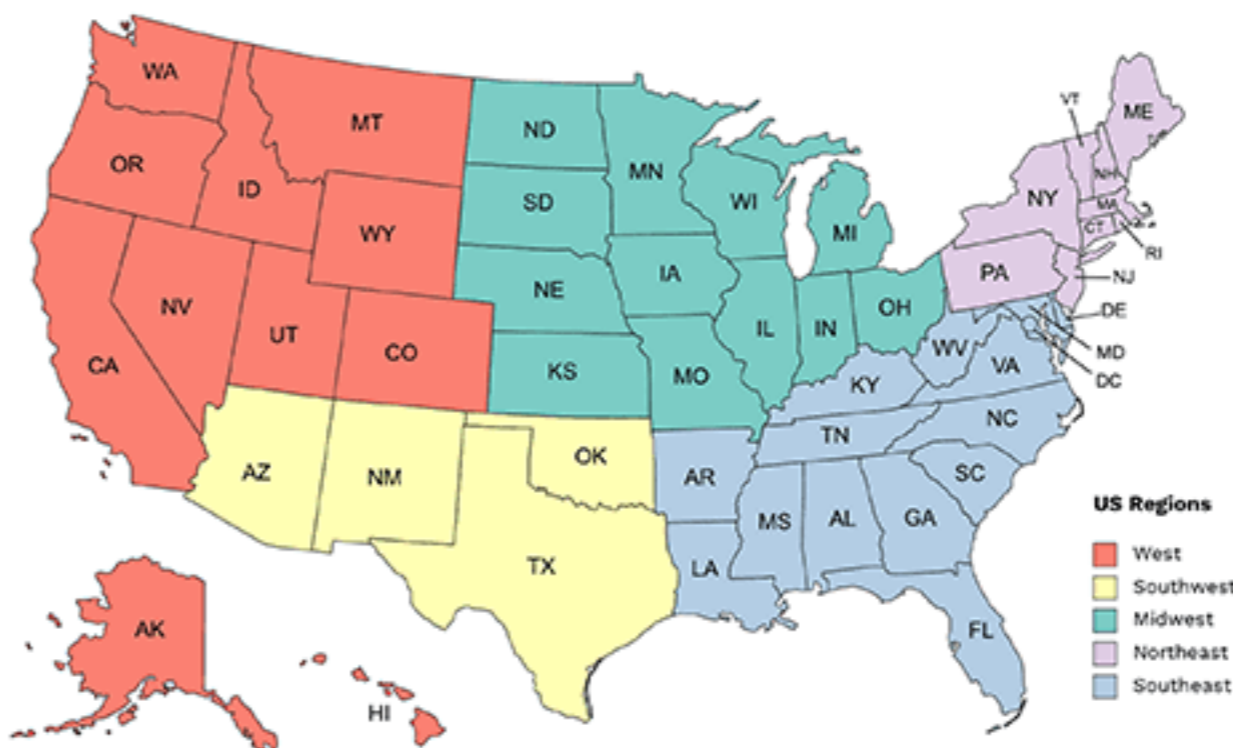 WA
MT
ND
MN
VT
ME
OR
ID
SD
WI
MI
NY
NH
MA
CT
RI
WY
NE
IA
PA
NJ
NV
UT
CO
KS
MO
IL
IN
OH
WV
VA
DE
MD
DC
CA
KY
NC
TN
AZ
NM
OK
AR
SC
MS
AL
GA
TX
LA
FL
AK
HI
US Regions
West
Southwest
Midwest
Northeast
Southeast